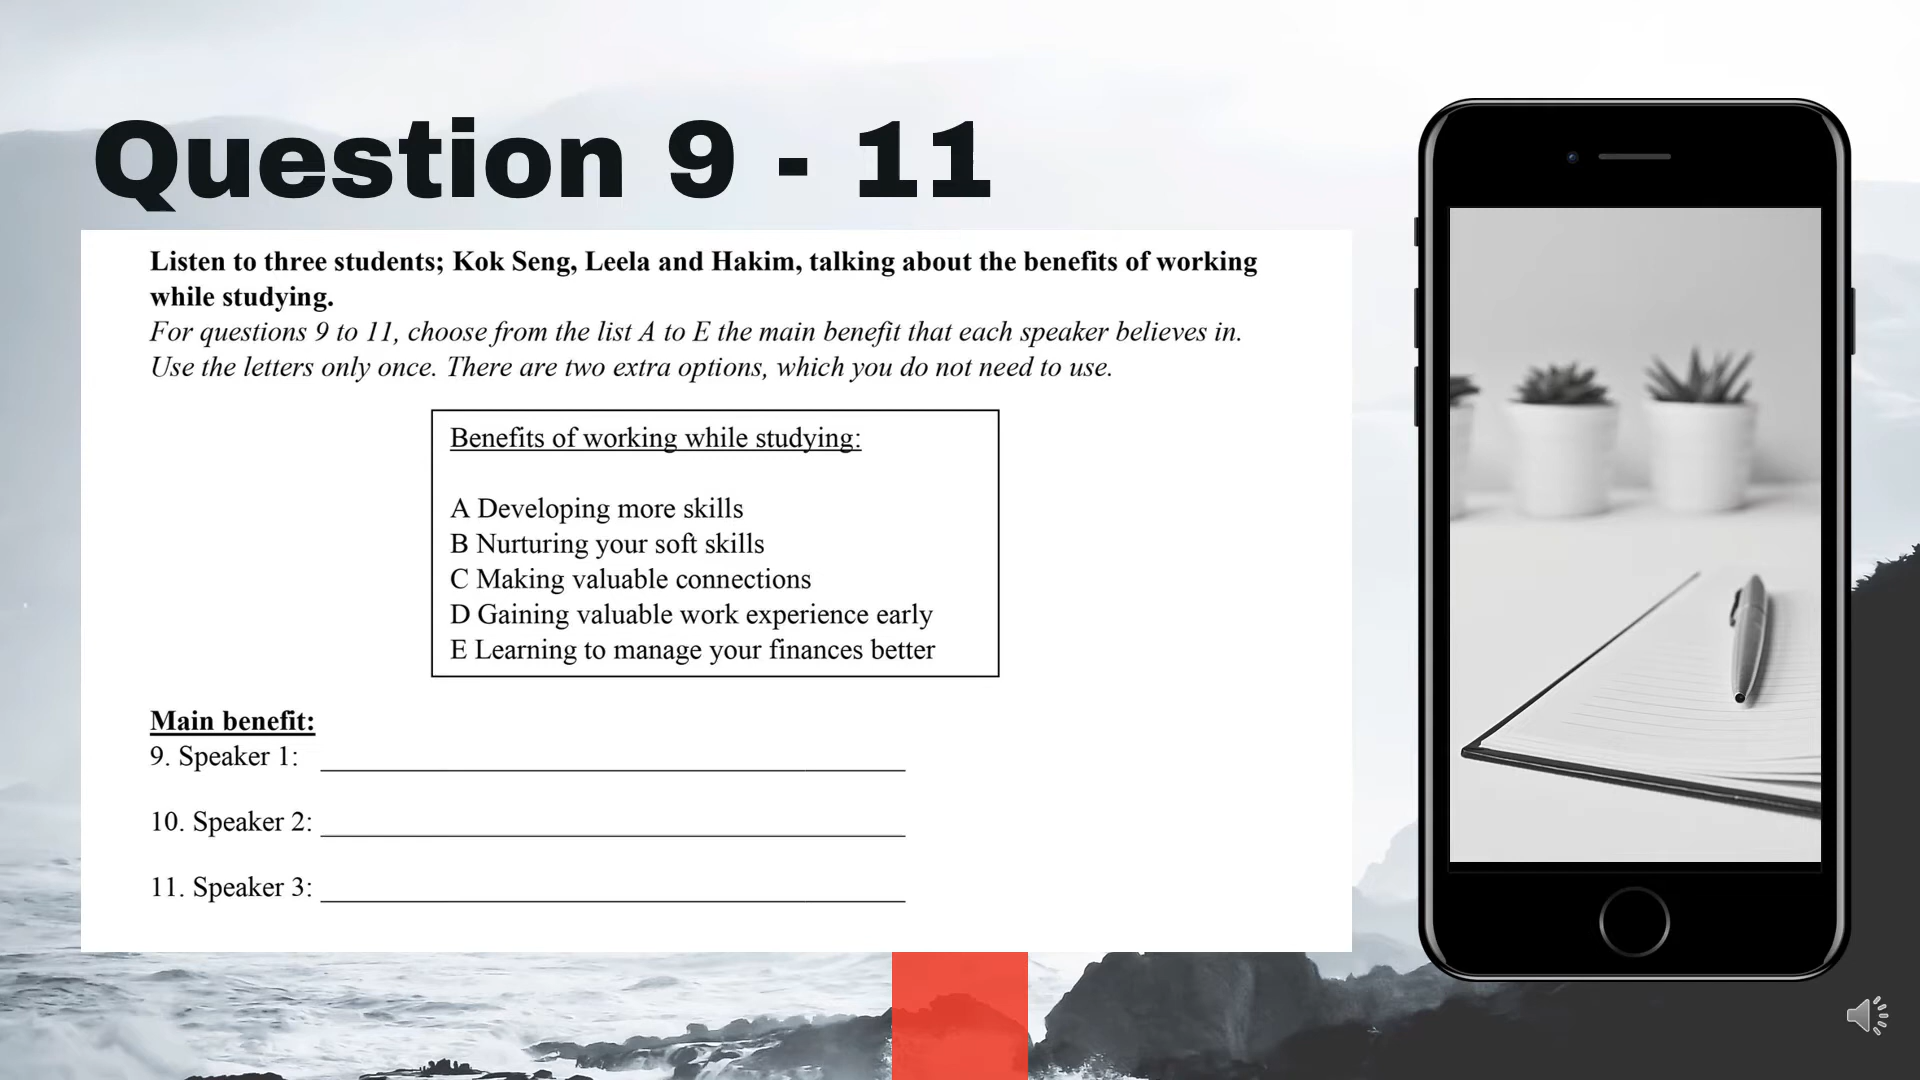 Question 9 - 11
Listen to three students; Kok Seng, Leela and Hakim, talking about the benefits of working
while studying.
For questions 9 to 11, choose from the list A to E the main benefit that each speaker believes in.
Use the letters only once. There are two extra options, which you do not need to use.
Benefits of working while studying:
A Developing more skills
B Nurturing your soft skills
C Making valuable connections
D Gaining valuable work experience early
E Learning to manage your finances better
Main benefit:
9. Speaker 1:
10. Speaker 2:
11. Speaker 3: